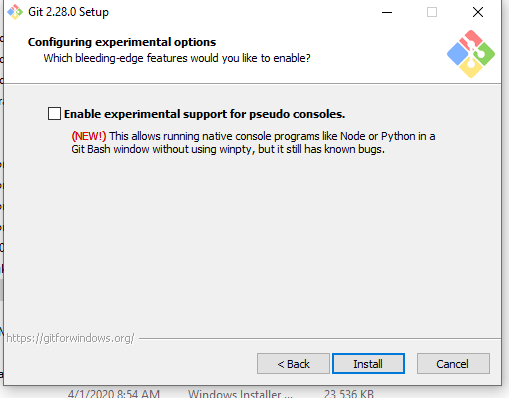 Git 2.28.0 Setup
Configuring experimental options
Which bleeding-edge features would you like to enable?
Enable experimental support for pseudo consoles.
(NEW!) This allows running native console programs like Node or Python in a
Git Bash window without using winpty, but it still has known bugs.
https://gitforwindows.org/
< Back
Install
Cancel
4/1/2020 8:54 AM
Windows Installer ...
23,536 KB